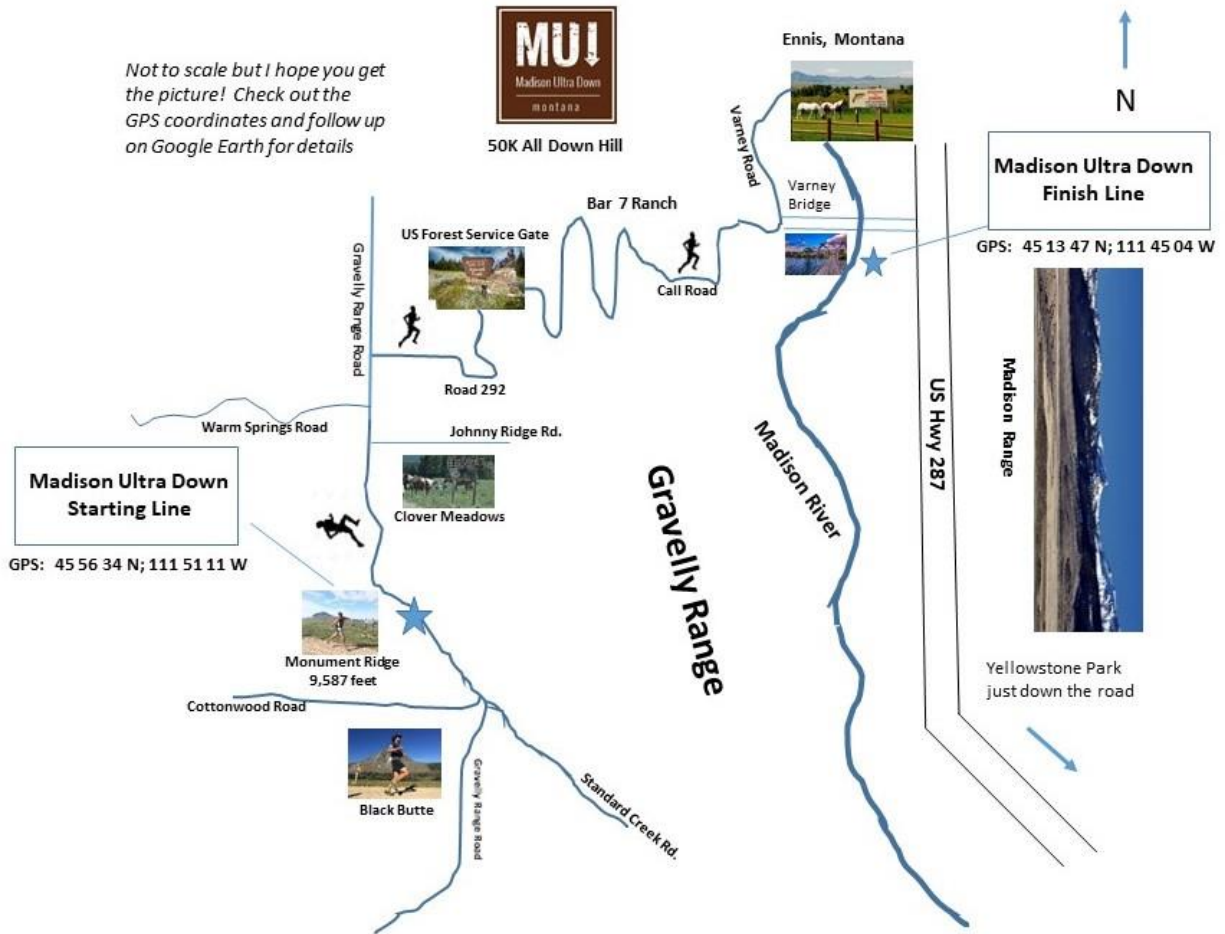 Not to scale but I hope you get
the picture! Check out the
GPS coordinates and follow up
on Google Earth for details
MU
Madison Ultra Down
montana
50K All Down Hill
Ennis, Montana
N
Madison Ultra Down
Finish Line
GPS: 45 13 47 N; 111 45 04 W
Varney Road
Varney
Bridge
Bar 7 Ranch
US Forest Service Gate
Call Road
Gravelly Range Road
Road 292
Warm Springs Road
Johnny Ridge Rd.
Clover Meadows
Madison Ultra Down
Starting Line
GPS: 45 56 34 N; 111 51 11 W
Monument Ridge
9,587 feet
Cottonwood Road
Black Butte
Gravelly Range Road
Standard Creek Rd.
Gravelly Range
Madison River
US Hwy 287
Madison Range
Yellowstone Park
just down the road